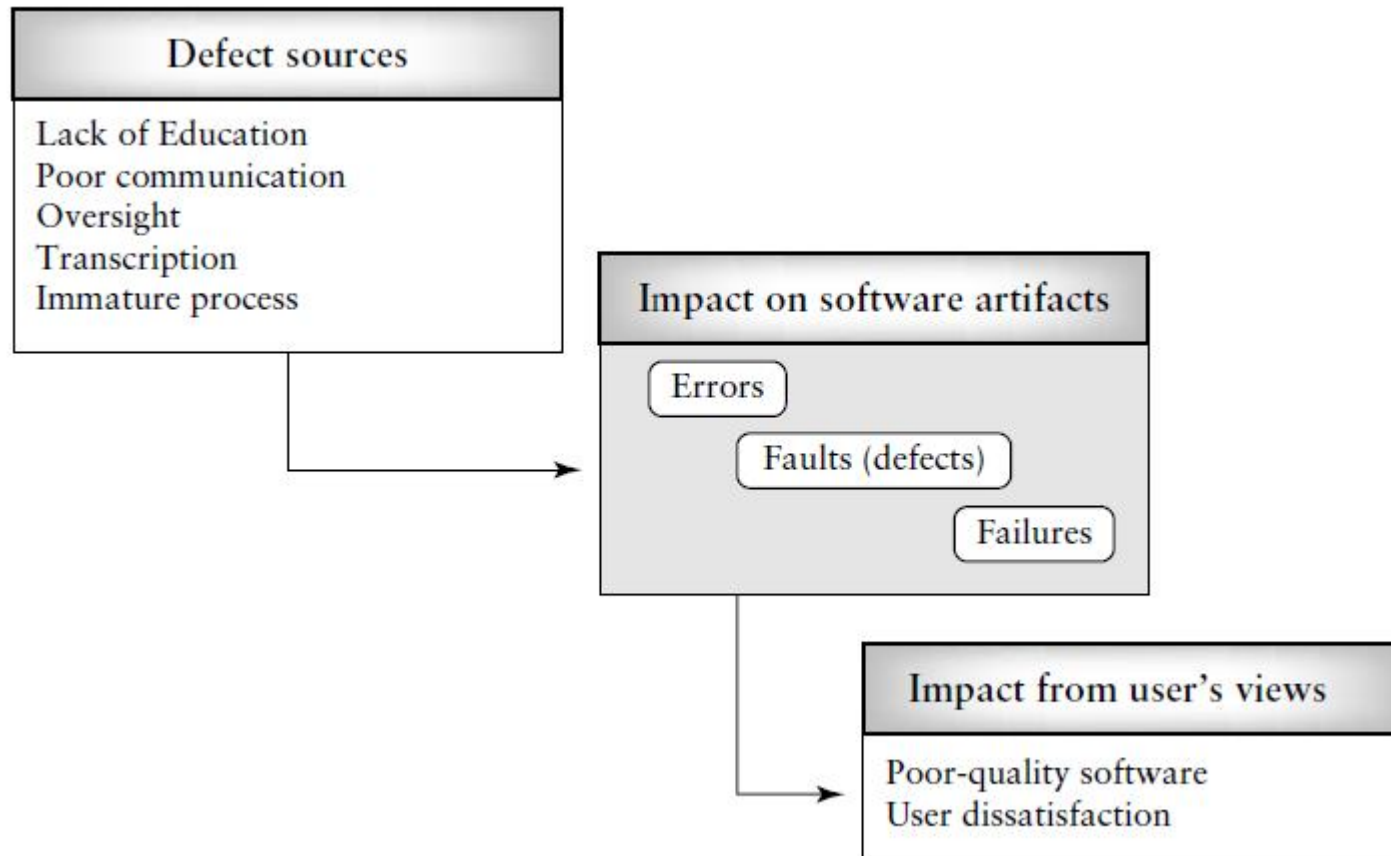 Defect sources
Lack of Education
Poor communication
Oversight
Transcription
Immature process
Impact on software artifacts
Errors
Faults (defects)
Failures
Impact from user’s views
Poor-quality software
User dissatisfaction